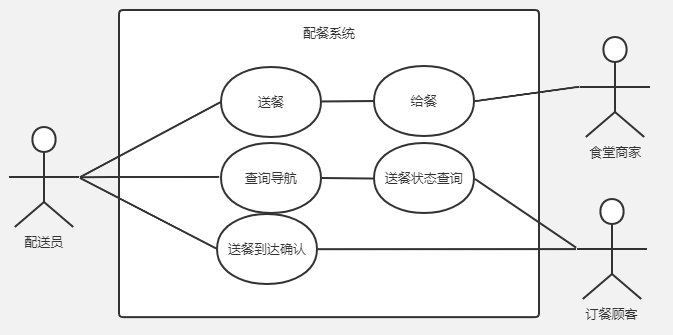 配餐系统
送餐
给餐
食堂商家
查询导航
送餐状态查询
配送员
送餐到达确认
订餐顾客